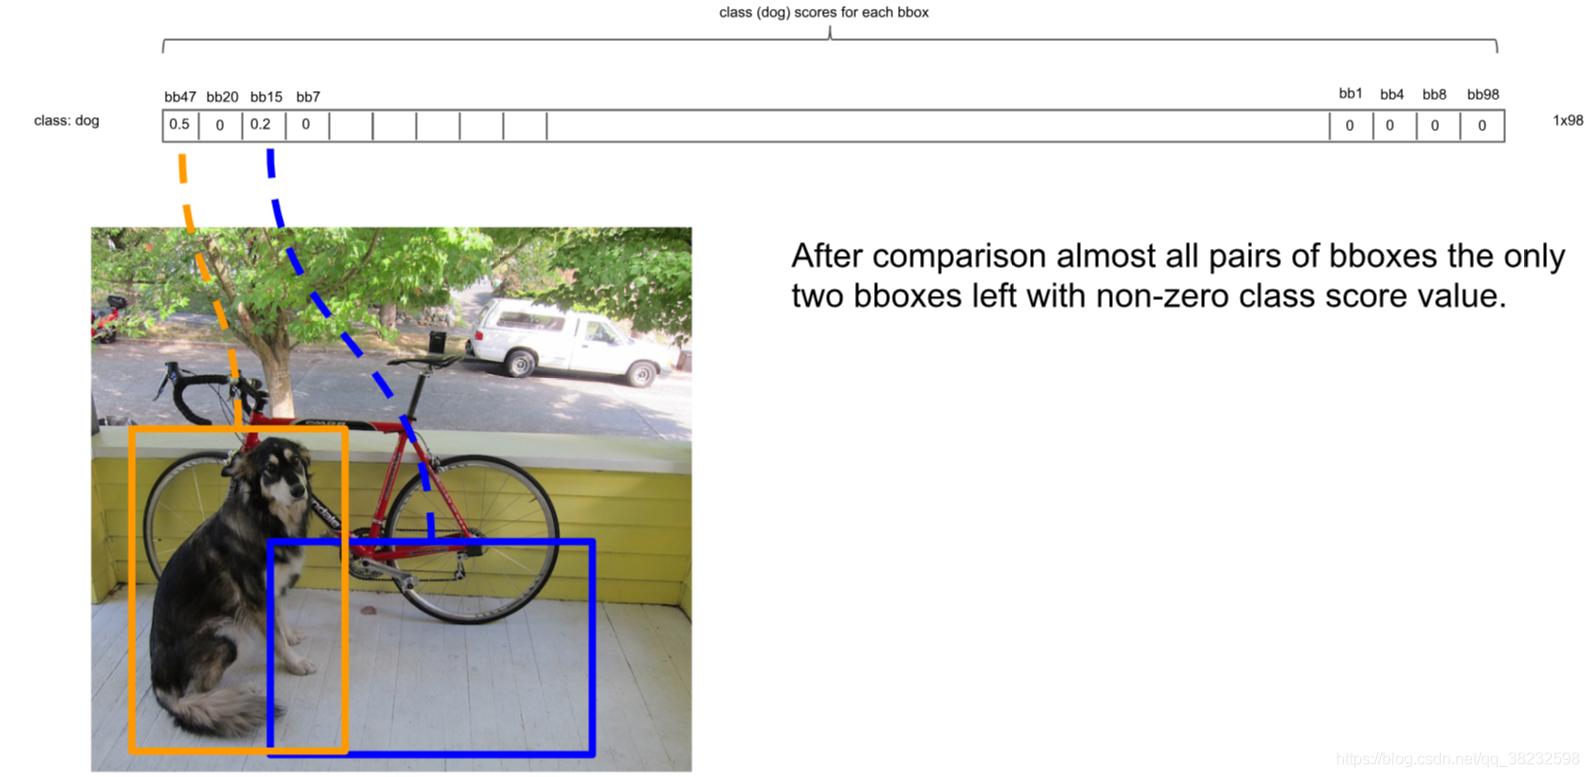 class (dog) scores for each bbox
bb47 bb20 bb15 bb7 bb1 bb4 bb8 bb98
class: dog 0.5 0 0.2 0 0 0 0 0 1x98
After comparison almost all pairs of bboxes the only
two bboxes left with non-zero class score value.
https://blog.csdn.net/qq_38232598